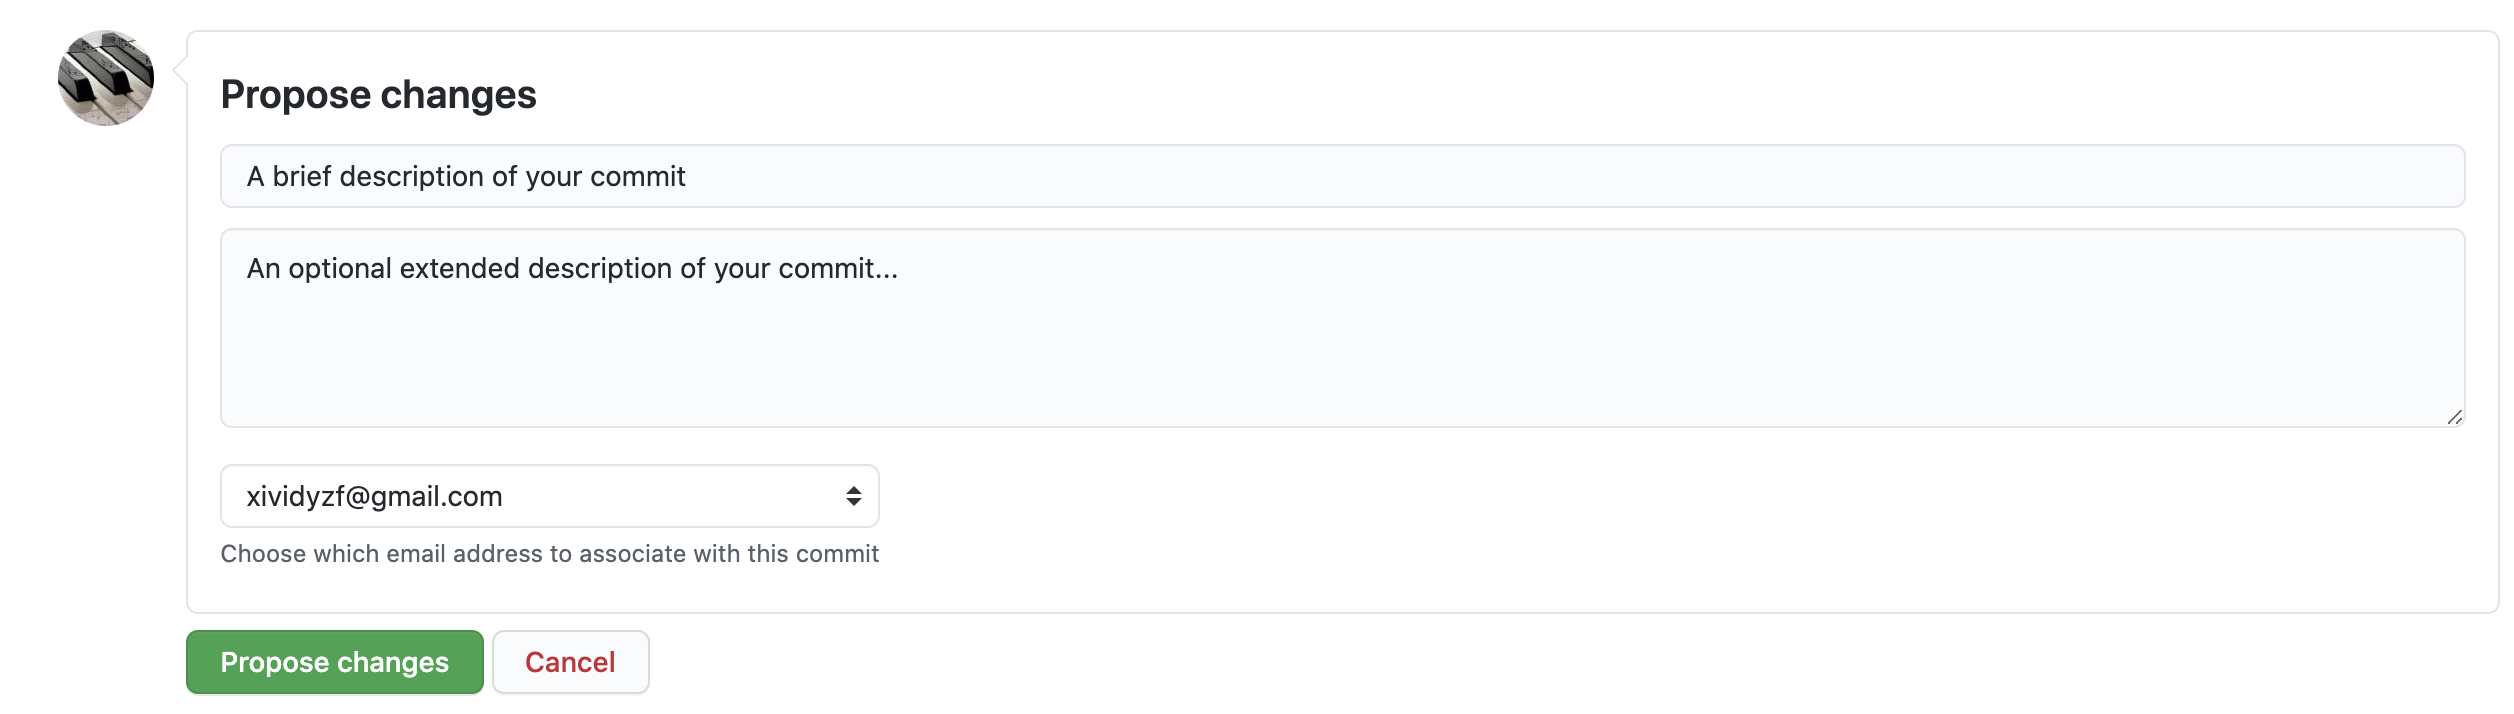 Propose changes
A brief description of your commit
An optional extended description of your commit...
xividyzf@gmail.com
Choose which email address to associate with this commit
Propose changes
Cancel